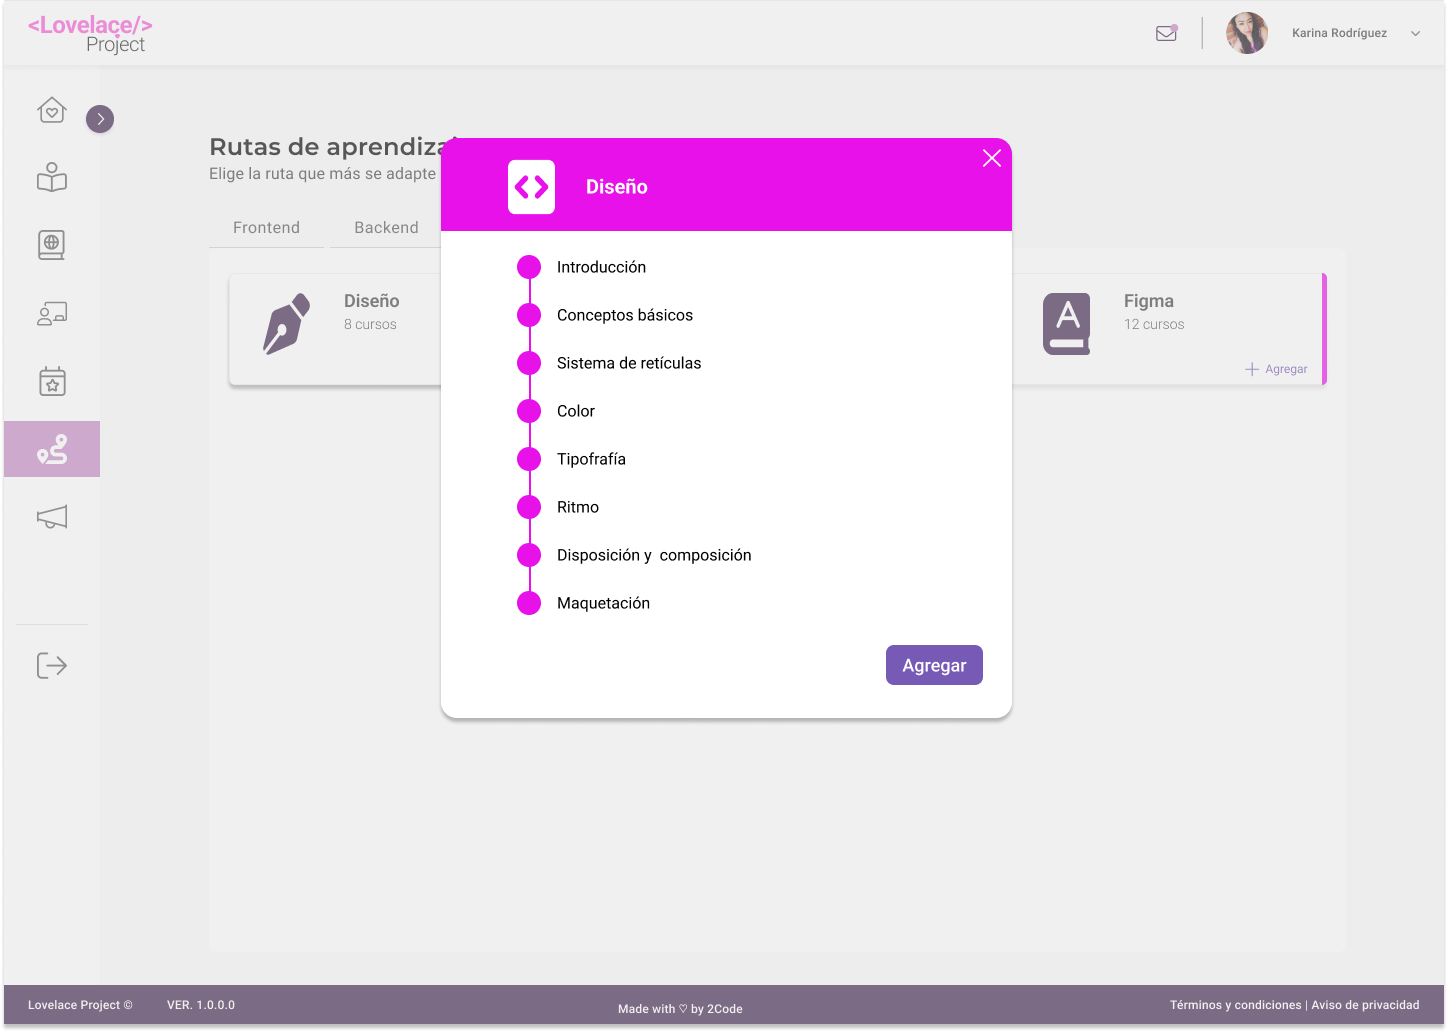 <Lovelace/>
Project
Karina Rodríguez
Rutas de aprendiza
Elige la ruta que más se adapte
Frontend
Backend
Diseño
8 cursos
Figma
12 cursos
Agregar
Diseño
Introducción
Conceptos básicos
Sistema de retículas
Color
Tipofrafía
Ritmo
Disposición y  composición
Maquetación
Agregar
Lovelace Project ©
VER. 1.0.0.0
Made with ♡ by 2Code
Términos y condiciones | Aviso de privacidad